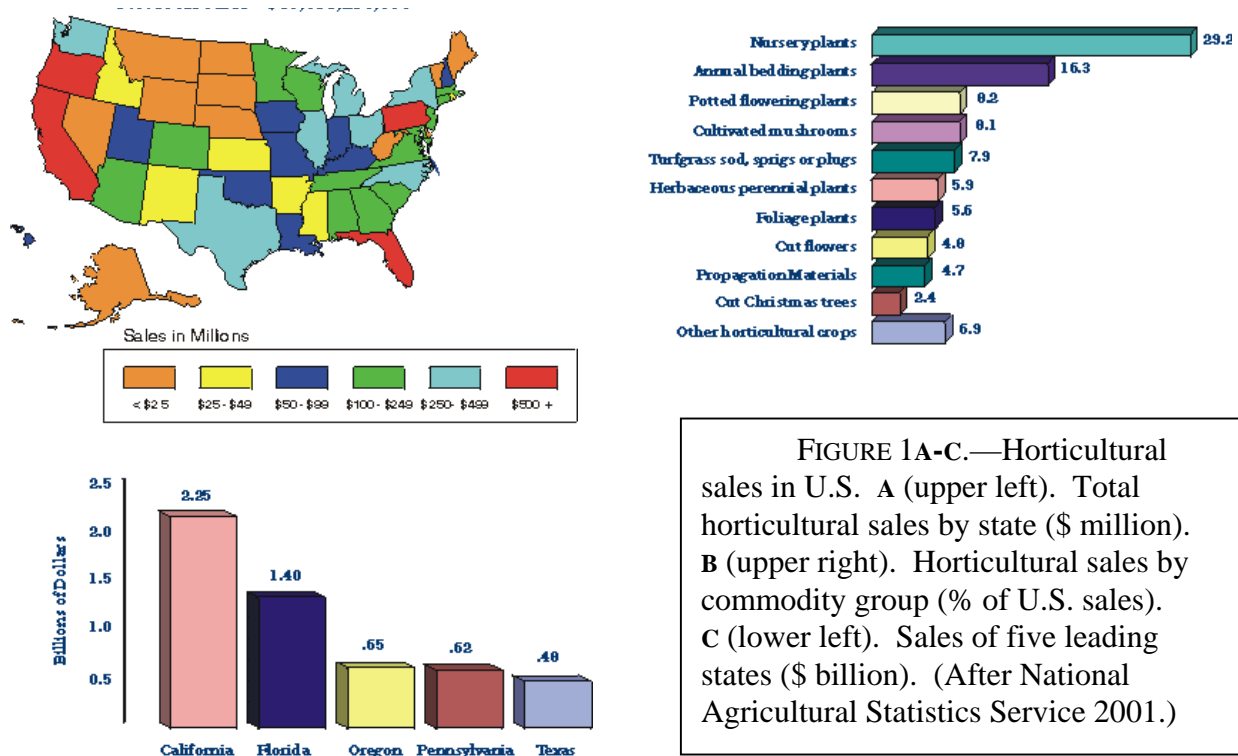 Nursery plants 29.2
Annual bedding plants 16.3
Potted flowering plants 8.2
Cultivated mushrooms 8.1
Turfgrass sod, sprigs or plugs 7.9
Herbaceous perennial plants 5.9
Foliage plants 5.6
Cut flowers 4.8
Propagation Materials 4.7
Cut Christmas trees 2.4
Other horticultural crops 6.9
Sales in Millions
< $25 $25 - $49 $50 - $99 $100 - $249 $250- $499 $500 +
Billions of Dollars
2.5
2.0
1.5
1.0
0.5
2.25
1.40
.65
.62
.48
California Florida Oregon Pennsylvania Texas
FIGURE 1A-C.—Horticultural
sales in U.S. A (upper left). Total
horticultural sales by state ($ million).
B (upper right). Horticultural sales by
commodity group (% of U.S. sales).
C (lower left). Sales of five leading
states ($ billion). (After National
Agricultural Statistics Service 2001.)